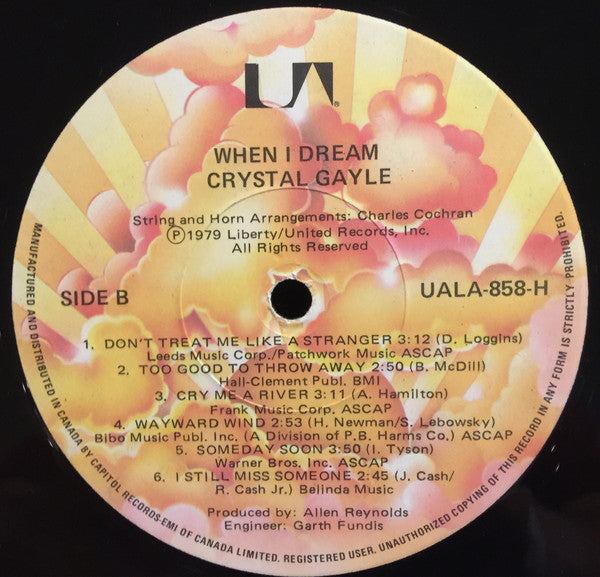 UA®
WHEN I DREAM
CRYSTAL GAYLE
String and Horn Arrangements: Charles Cochran
Ⓟ1979 Liberty/United Records, Inc.
All Rights Reserved
SIDE B
UALA-858-H
1. DON'T TREAT ME LIKE A STRANGER 3:12 (D. Loggins)
Leeds Music Corp./Patchwork Music ASCAP
2. TOO GOOD TO THROW AWAY 2:50 (B. McDill)
Hall-Clement Publ. BMI
3. CRY ME A RIVER 3:11 (A. Hamilton)
Frank Music Corp. ASCAP
4. WAYWARD WIND 2:53 (H. Newman/S. Lebowsky)
Bibo Music Publ. Inc. (A Division of P.B. Harms Co.) ASCAP
5. SOMEDAY SOON 3:50 (I. Tyson)
Warner Bros, Inc. ASCAP
6. I STILL MISS SOMEONE 2:45 (J. Cash/
R. Cash Jr.) Belinda Music
Produced by: Allen Reynolds
Engineer: Garth Fundis
MANUFACTURED AND DISTRIBUTED IN CANADA BY CAPITOL RECORDS-EMI OF CANADA LIMITED. REGISTERED USER. UNAUTHORIZED COPYING OF THIS RECORD IN ANY FORM IS STRICTLY PROHIBITED.